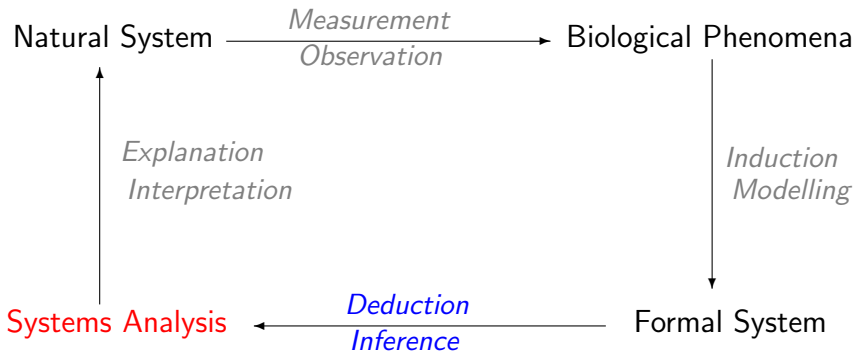 Natural System
Measurement
Observation
Biological Phenomena
Explanation
Interpretation
Induction
Modelling
Systems Analysis
Deduction
Inference
Formal System